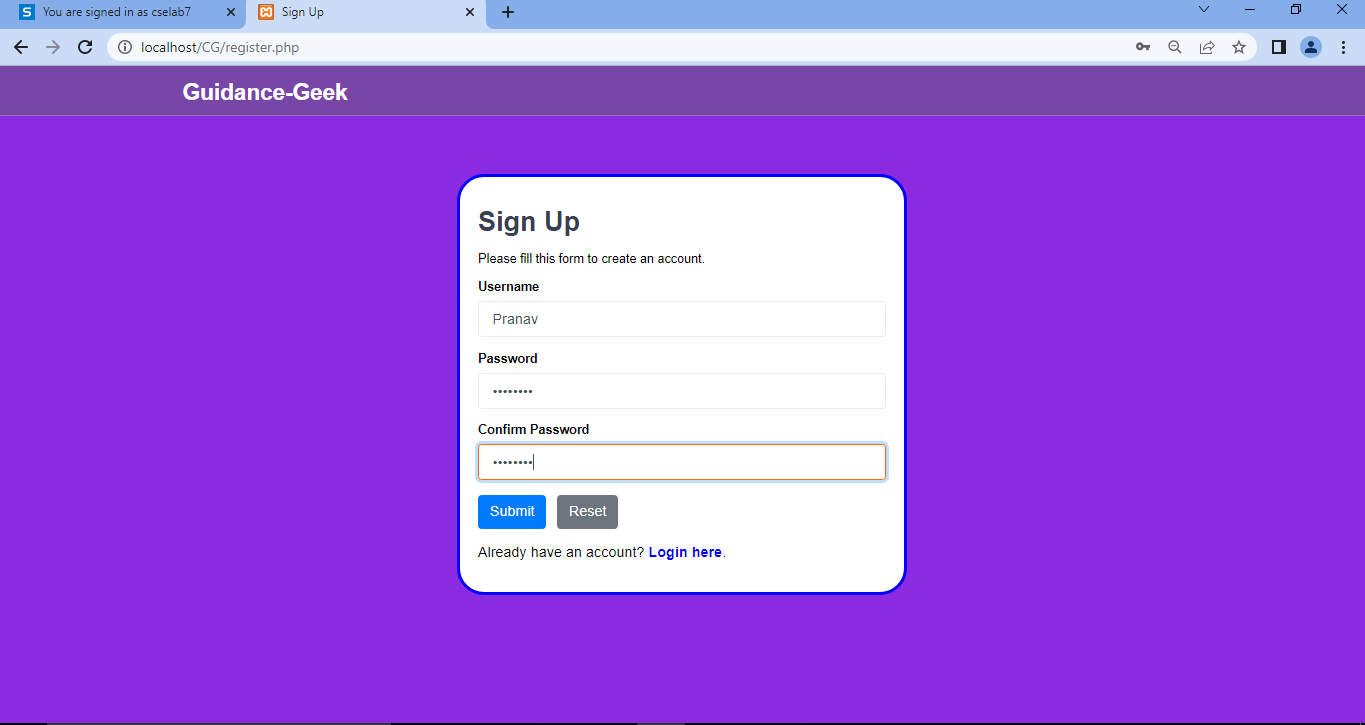 You are signed in as cselab7
Sign Up
localhost/CG/register.php
Guidance-Geek
Sign Up
Please fill this form to create an account.
Username
Pranav
Password
••••••••
Confirm Password
••••••••
Submit Reset
Already have an account? Login here.